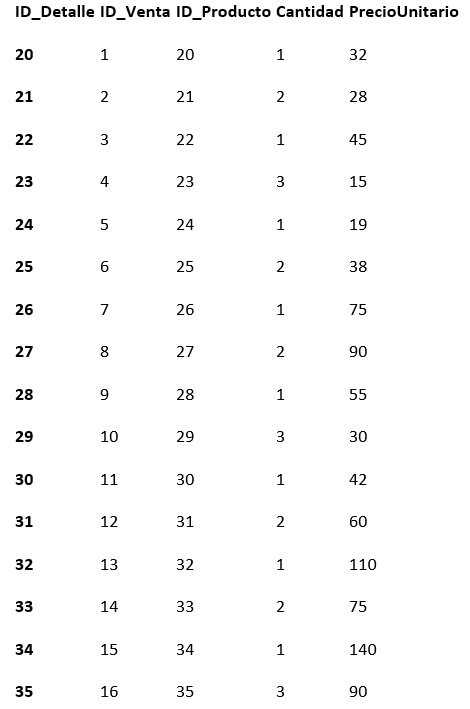 ID_Detalle ID_Venta ID_Producto Cantidad PrecioUnitario
20 1 20 1 32
21 2 21 2 28
22 3 22 1 45
23 4 23 3 15
24 5 24 1 19
25 6 25 2 38
26 7 26 1 75
27 8 27 2 90
28 9 28 1 55
29 10 29 3 30
30 11 30 1 42
31 12 31 2 60
32 13 32 1 110
33 14 33 2 75
34 15 34 1 140
35 16 35 3 90